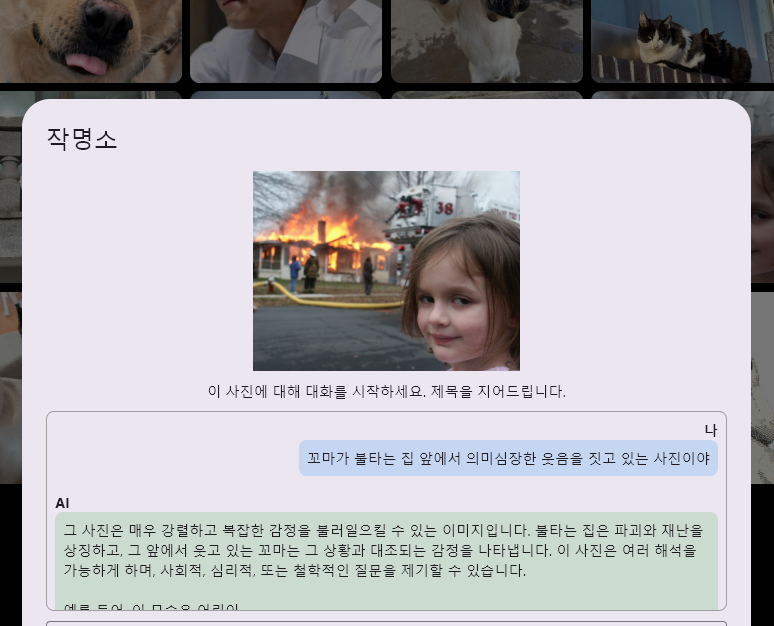 작명소
38
이 사진에 대해 대화를 시작하세요. 제목을 지어드립니다.
나
꼬마가 불타는 집 앞에서 의미심장한 웃음을 짓고 있는 사진이야
AI
그 사진은 매우 강렬하고 복잡한 감정을 불러일으킬 수 있는 이미지입니다. 불타는 집은 파괴와 재난을
상징하고, 그 앞에서 웃고 있는 꼬마는 그 상황과 대조되는 감정을 나타냅니다. 이 사진은 여러 해석을
가능하게 하며, 사회적, 심리적, 또는 철학적인 질문을 제기할 수 있습니다.